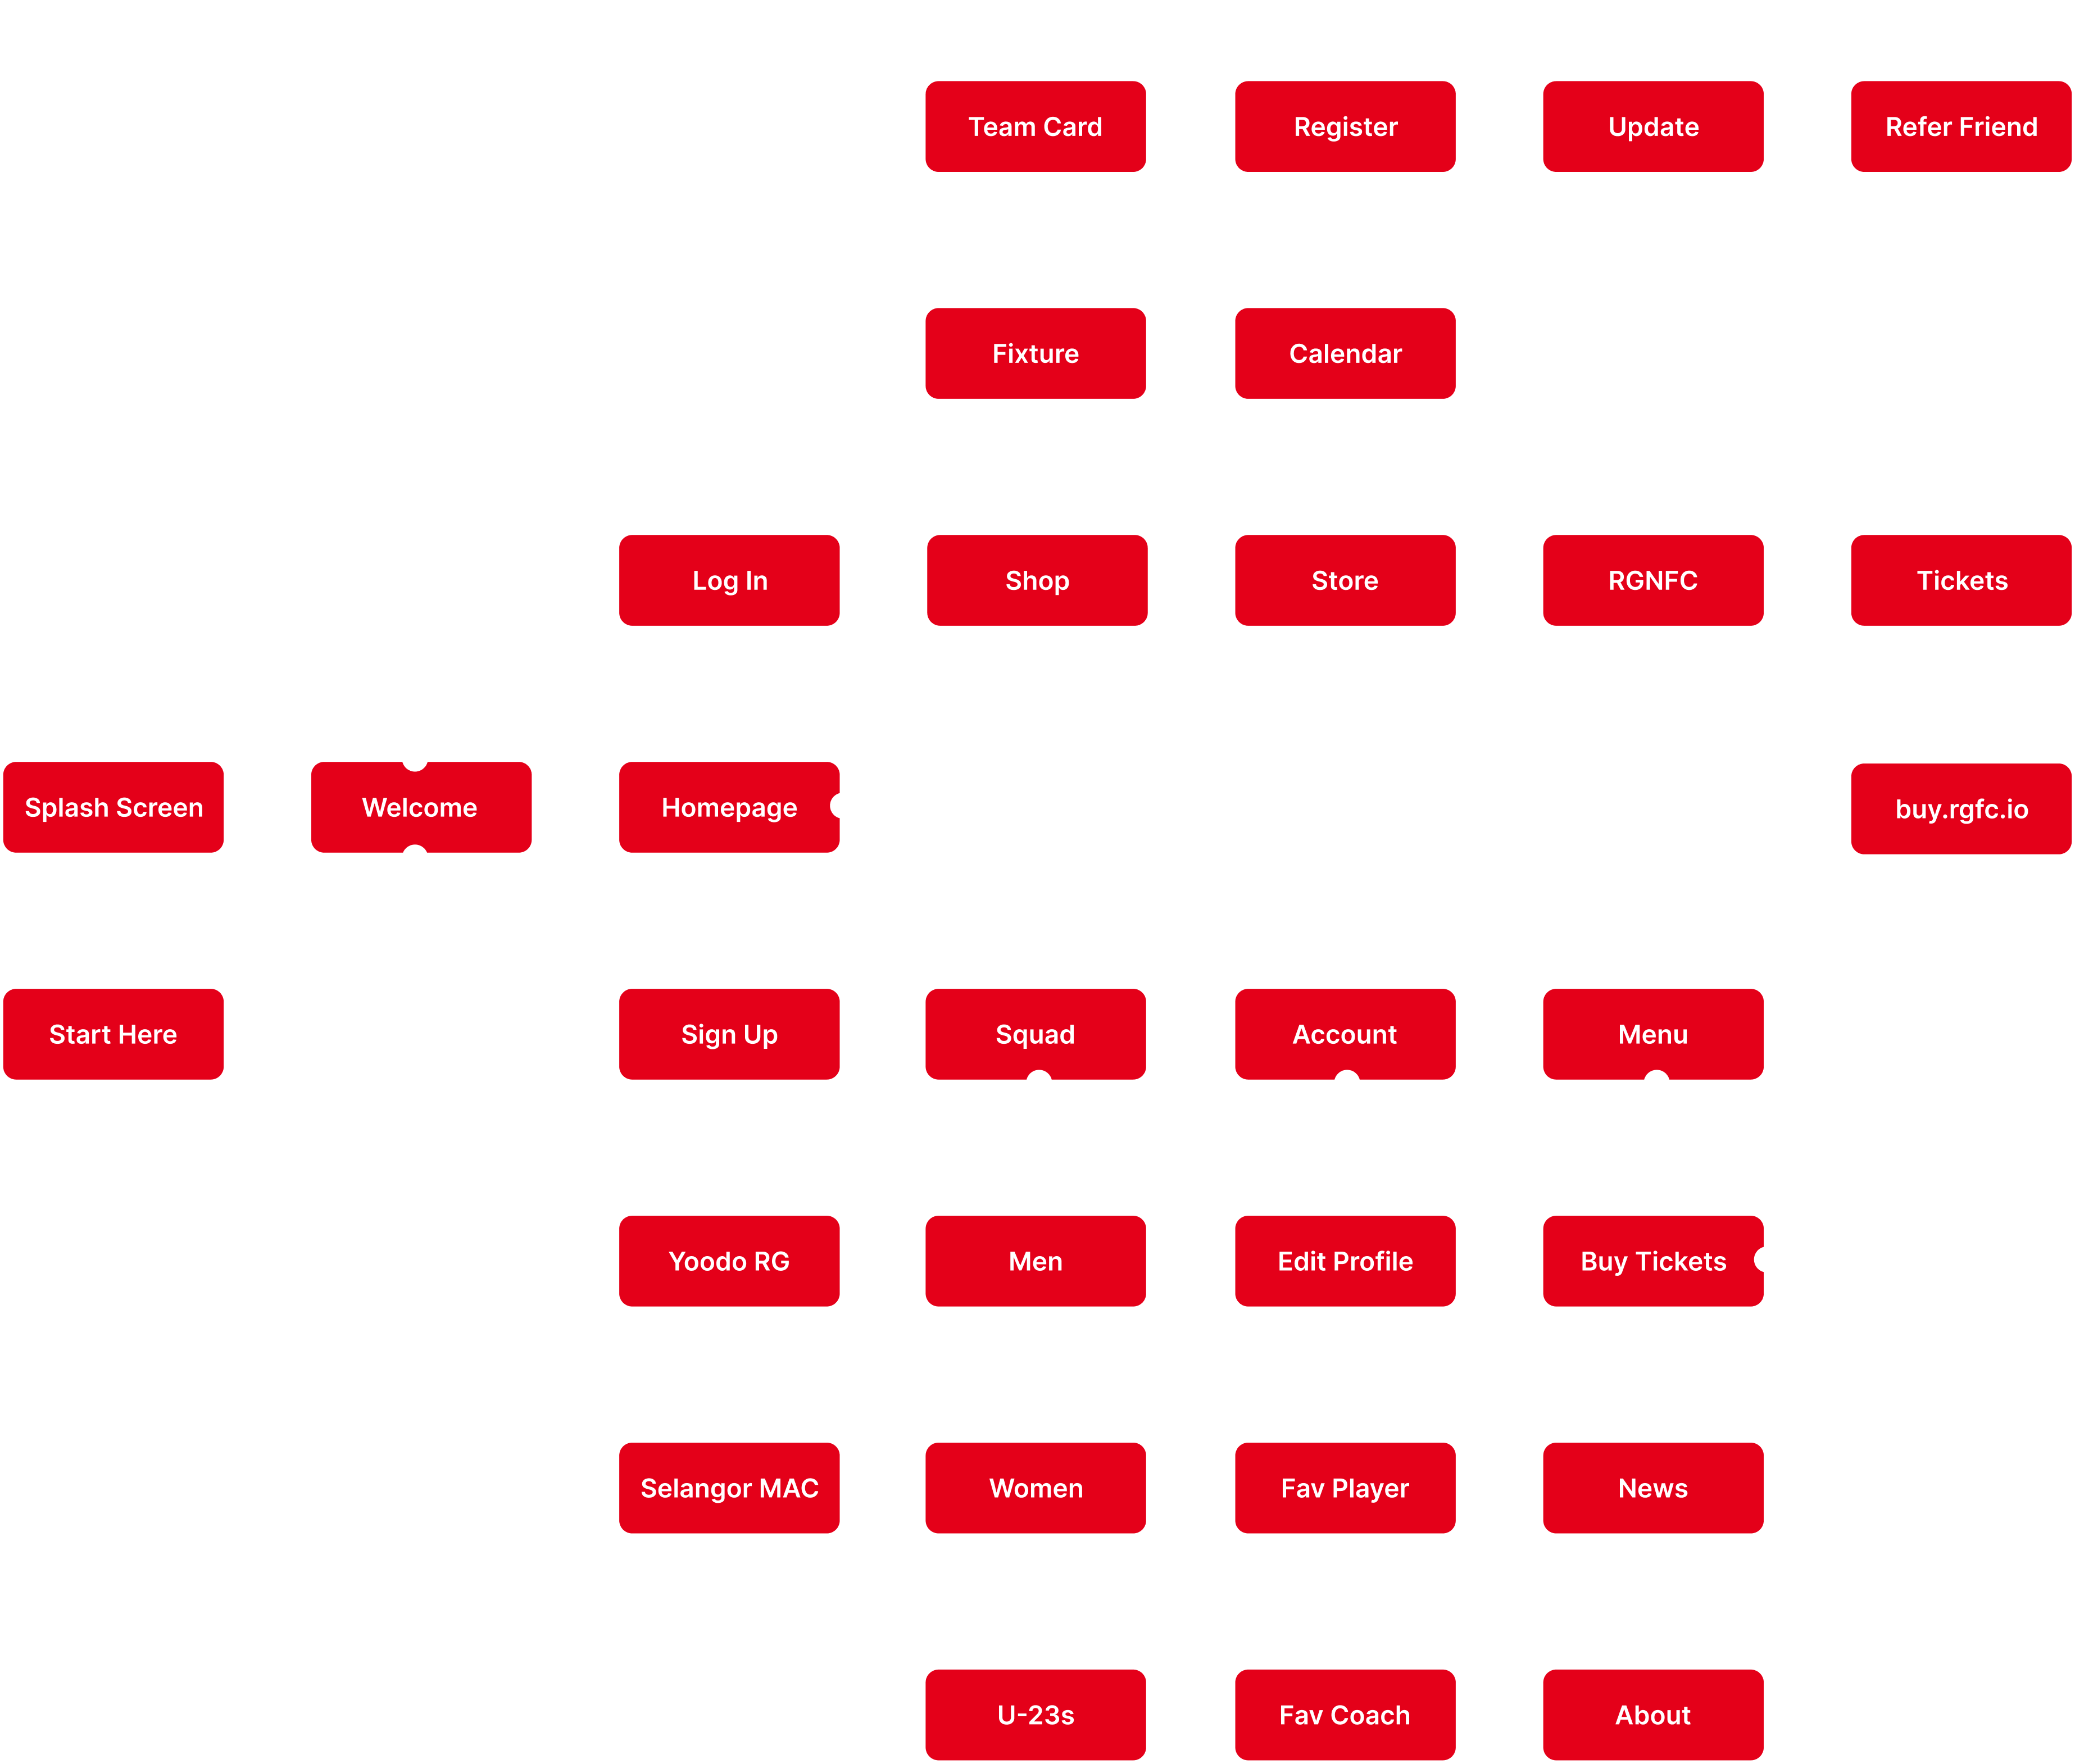 Team Card
Register
Update
Refer Friend
Fixture
Calendar
Log In
Shop
Store
RGNFC
Tickets
Splash Screen
Welcome
Homepage
buy.rgfc.io
Start Here
Sign Up
Squad
Account
Menu
Yoodo RG
Men
Edit Profile
Buy Tickets
Selangor MAC
Women
Fav Player
News
U-23s
Fav Coach
About